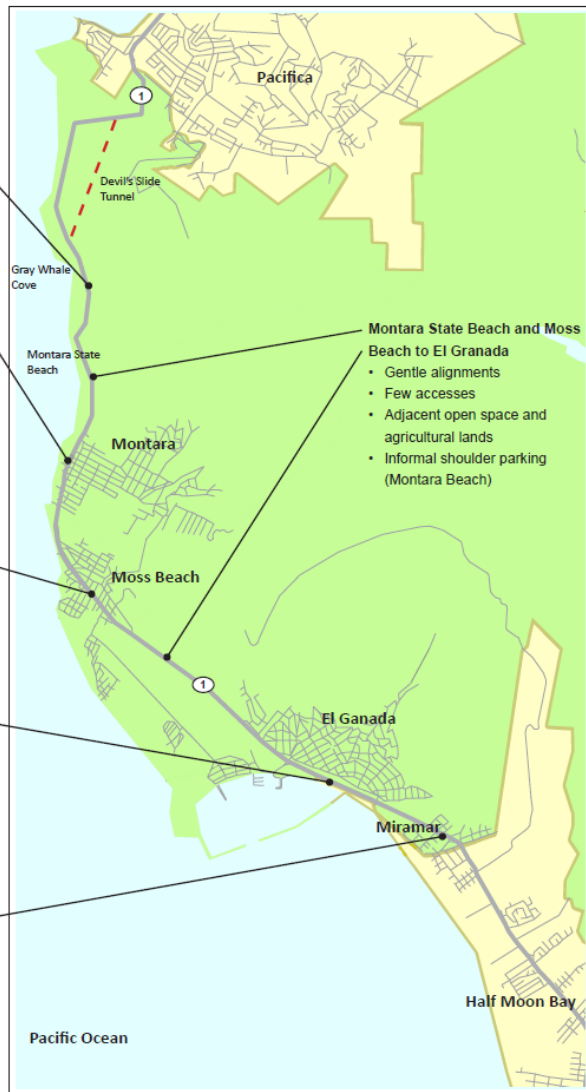 Pacifica
1
Devil's Slide
Tunnel
Gray Whale
Cove
Montara State Beach and Moss
Beach to El Granada
• Gentle alignments
• Few accesses
• Adjacent open space and
agricultural lands
• Informal shoulder parking
(Montara Beach)
Montara State
Beach
Montara
Moss Beach
1
El Ganada
Miramar
Half Moon Bay
Pacific Ocean